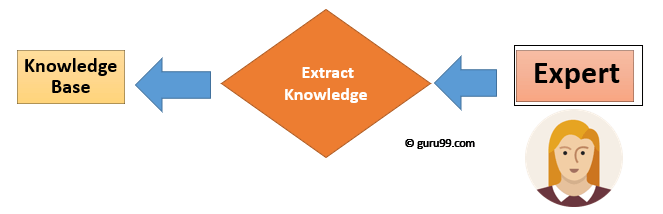 Knowledge
Base
Extract
Knowledge
Expert
© guru99.com